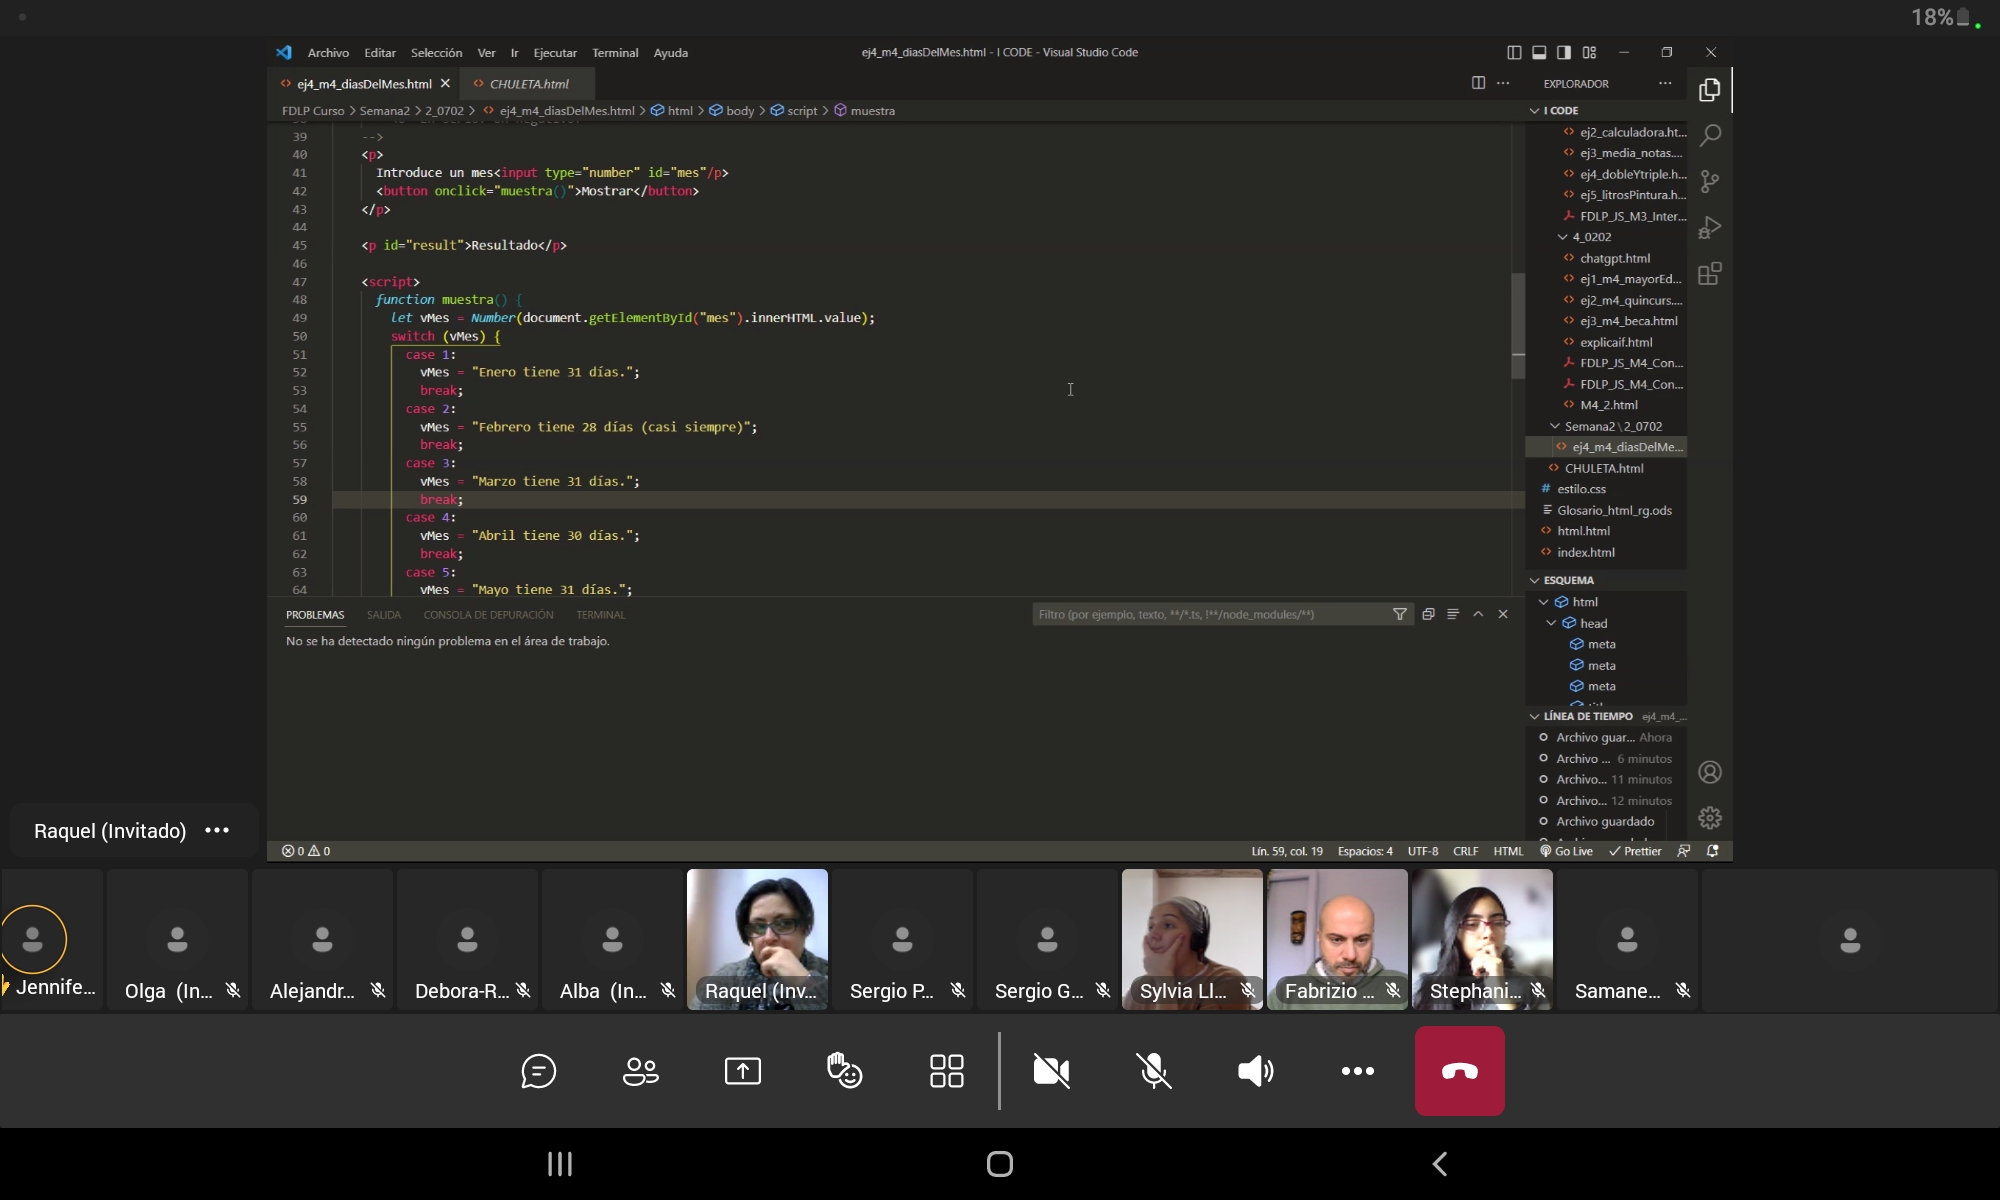 18%
Archivo Editar Selección Ver Ir Ejecutar Terminal Ayuda
ej4_m4_diasDelMes.html - I CODE - Visual Studio Code
ej4_m4_diasDelMes.html
CHULETA.html
FDLP Curso > Semana2 > 2_0702 > ej4_m4_diasDelMes.html > html > body > script > muestra
39 -->
40 <p>
41 Introduce un mes<input type="number" id="mes"/p>
42 <button onclick="muestra()">Mostrar</button>
43 </p>
44
45 <p id="result">Resultado</p>
46
47 <script>
48 function muestra() {
49 let vMes = Number(document.getElementById("mes").innerHTML.value);
50 switch (vMes) {
51 case 1:
52 vMes = "Enero tiene 31 días.";
53 break;
54 case 2:
55 vMes = "Febrero tiene 28 días (casi siempre)";
56 break;
57 case 3:
58 vMes = "Marzo tiene 31 días.";
59 break;
60 case 4:
61 vMes = "Abril tiene 30 días.";
62 break;
63 case 5:
64 vMes = "Mayo tiene 31 días.";
EXPLORADOR
I CODE
ej2_calculadora.ht...
ej3_media_notas....
ej4_dobleYtriple.h...
ej5_litrosPintura.h...
FDLP_JS_M3_Inter...
4_0202
chatgpt.html
ej1_m4_mayorEd...
ej2_m4_quincurs....
ej3_m4_beca.html
explicaif.html
FDLP_JS_M4_Con...
FDLP_JS_M4_Con...
M4_2.html
Semana2\2_0702
ej4_m4_diasDelMe...
CHULETA.html
estilo.css
Glosario_html_rg.ods
html.html
index.html
ESQUEMA
html
head
meta
meta
meta
LÍNEA DE TIEMPO ej4_m4_...
Archivo guar... Ahora
Archivo ... 6 minutos
Archivo... 11 minutos
Archivo... 12 minutos
Archivo guardado
PROBLEMAS SALIDA CONSOLA DE DEPURACIÓN TERMINAL
Filtro (por ejemplo, texto, **/*.ts, !**/node_modules/**)
No se ha detectado ningún problema en el área de trabajo.
0 0
Lín. 59, col. 19 Espacios: 4 UTF-8 CRLF HTML Go Live Prettier
Raquel (Invitado)
Jennife...
Olga (In...
Alejandr...
Debora-R...
Alba (In...
Raquel (Inv...
Sergio P...
Sergio G...
Sylvia Ll...
Fabrizio ...
Stephani...
Samane...